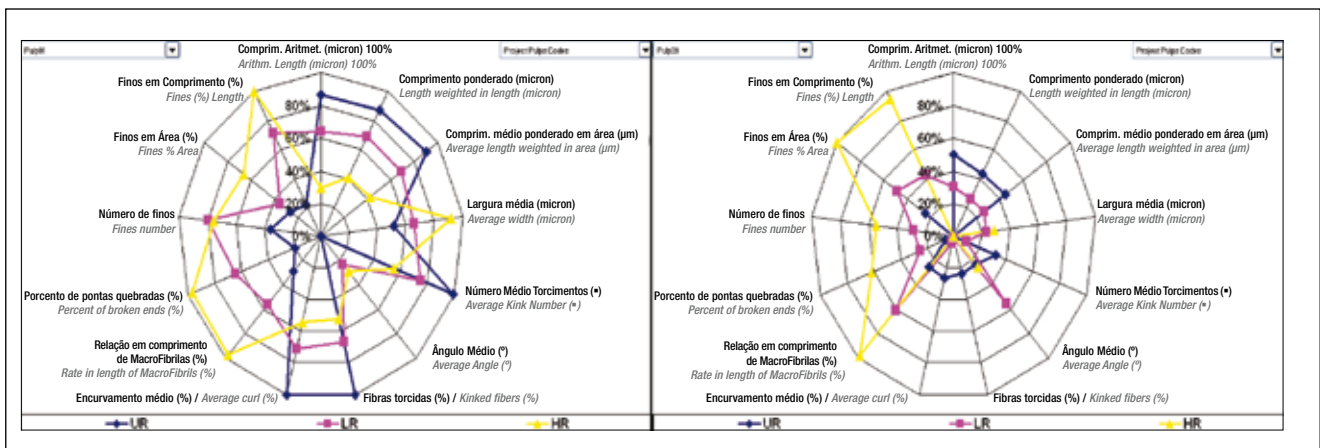 PulpIII
Project Pulpa Cadxe
Comprim. Aritmet. (micron) 100%
Arithm. Length (micron) 100%
Comprimento ponderado (micron)
Length weighted in length (micron)
Comprim. médio ponderado em área (μm)
Average length weighted in area (μm)
Largura média (micron)
Average width (micron)
Número Médio Torcimentos (▪)
Average Kink Number (▪)
Ângulo Médio (º)
Average Angle (º)
Fibras torcidas (%) / Kinked fibers (%)
Encurvamento médio (%) / Average curl (%)
Relação em comprimento
de MacroFibrilas (%)
Rate in length of MacroFibrils (%)
Porcento de pontas quebradas (%)
Percent of broken ends (%)
Número de finos
Fines number
Finos em Área (%)
Fines % Area
Finos em Comprimento (%)
Fines (%) Length
80%
60%
40%
20%
0%
UR
LR
HR
Project Pulpa Cadxe
Comprim. Aritmet. (micron) 100%
Arithm. Length (micron) 100%
Comprimento ponderado (micron)
Length weighted in length (micron)
Comprim. médio ponderado em área (μm)
Average length weighted in area (μm)
Largura média (micron)
Average width (micron)
Número Médio Torcimentos (▪)
Average Kink Number (▪)
Ângulo Médio (º)
Average Angle (º)
Fibras torcidas (%) / Kinked fibers (%)
Encurvamento médio (%) / Average curl (%)
Relação em comprimento
de MacroFibrilas (%)
Rate in length of MacroFibrils (%)
Porcento de pontas quebradas (%)
Percent of broken ends (%)
Número de finos
Fines number
Finos em Área (%)
Fines % Area
Finos em Comprimento (%)
Fines (%) Length
80%
60%
40%
20%
0%
UR
LR
HR